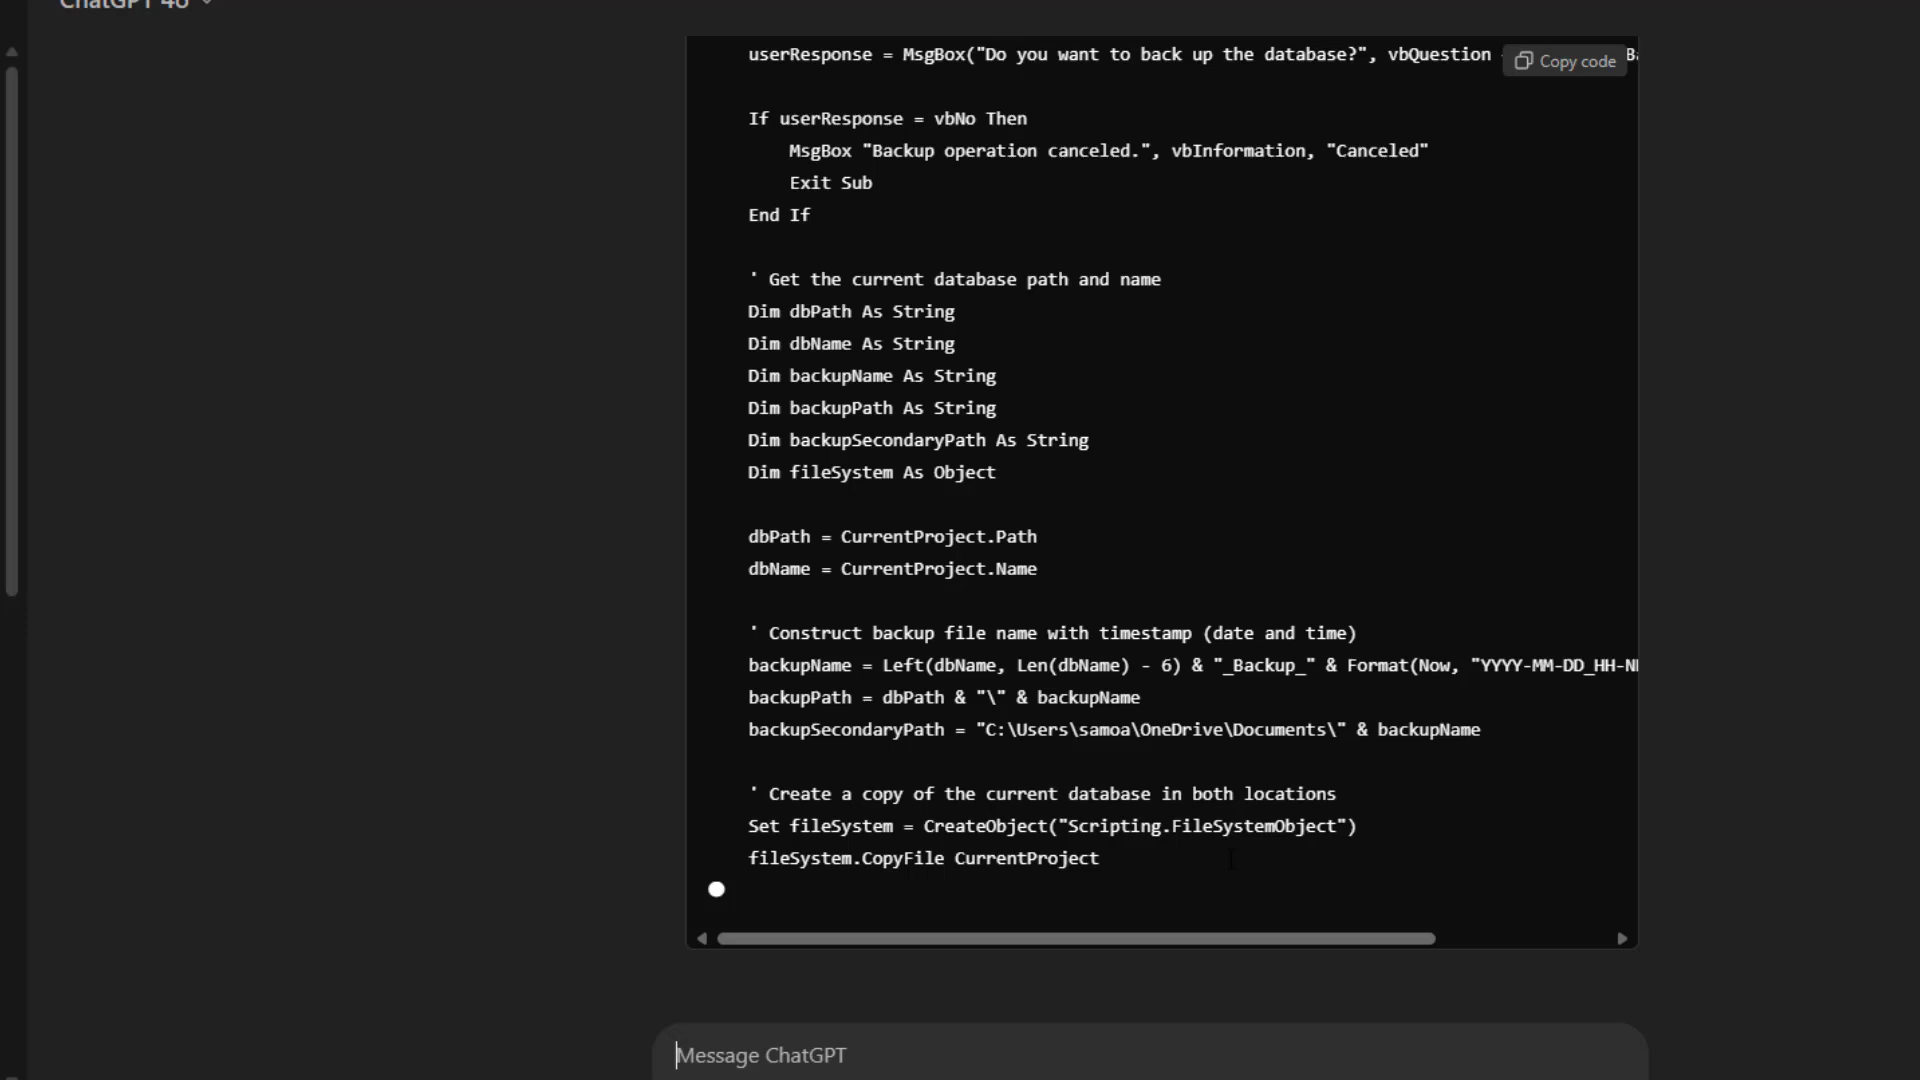 ChatGPT 4o
userResponse = MsgBox("Do you want to back up the database?", vbQuestion
Copy code
If userResponse = vbNo Then
MsgBox "Backup operation canceled.", vbInformation, "Canceled"
Exit Sub
End If
' Get the current database path and name
Dim dbPath As String
Dim dbName As String
Dim backupName As String
Dim backupPath As String
Dim backupSecondaryPath As String
Dim fileSystem As Object
dbPath = CurrentProject.Path
dbName = CurrentProject.Name
' Construct backup file name with timestamp (date and time)
backupName = Left(dbName, Len(dbName) - 6) & "_Backup_" & Format(Now, "YYYY-MM-DD_HH-N
backupPath = dbPath & "\" & backupName
backupSecondaryPath = "C:\Users\samoa\OneDrive\Documents\" & backupName
' Create a copy of the current database in both locations
Set fileSystem = CreateObject("Scripting.FileSystemObject")
fileSystem.CopyFile CurrentProject
Message ChatGPT